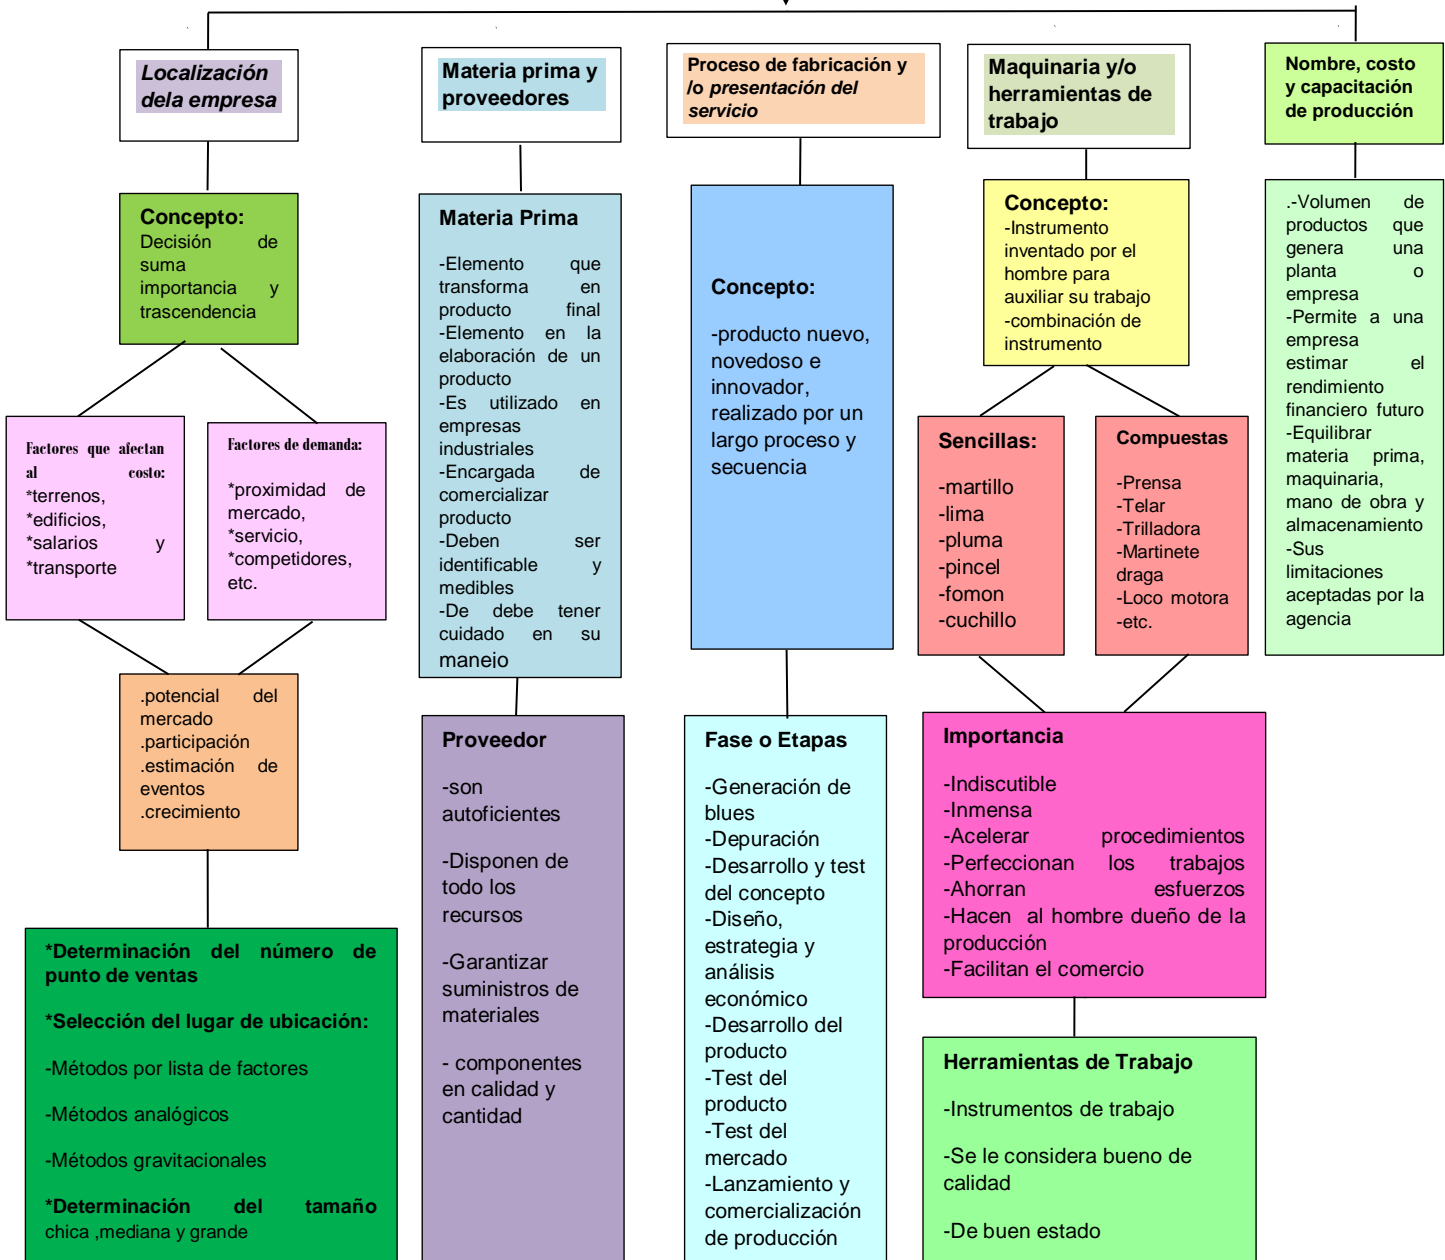 Localización
dela empresa
Concepto:
Decisión de
suma
importancia y
trascendencia
Factores que afectan
al costo:
*terrenos,
*edificios,
*salarios y
*transporte
Factores de demanda:
*proximidad de
mercado,
*servicio,
*competidores,
etc.
.potencial del
mercado
.participación
.estimación de
eventos
.crecimiento
*Determinación del número de
punto de ventas
*Selección del lugar de ubicación:
-Métodos por lista de factores
-Métodos analógicos
-Métodos gravitacionales
*Determinación del tamaño
chica ,mediana y grande
Materia prima y
proveedores
Materia Prima
-Elemento que
transforma en
producto final
-Elemento en la
elaboración de un
producto
-Es utilizado en
empresas
industriales
-Encargada de
comercializar
producto
-Deben ser
identificable y
medibles
-De debe tener
cuidado en su
manejo
Proveedor
-son
autoficientes
-Disponen de
todo los
recursos
-Garantizar
suministros de
materiales
- componentes
en calidad y
cantidad
Proceso de fabricación y
/o presentación del
servicio
Concepto:
-producto nuevo,
novedoso e
innovador,
realizado por un
largo proceso y
secuencia
Fase o Etapas
-Generación de
blues
-Depuración
-Desarrollo y test
del concepto
-Diseño,
estrategia y
análisis
económico
-Desarrollo del
producto
-Test del
producto
-Test del
mercado
-Lanzamiento y
comercialización
de producción
Maquinaria y/o
herramientas de
trabajo
Concepto:
-Instrumento
inventado por el
hombre para
auxiliar su trabajo
-combinación de
instrumento
Sencillas:
-martillo
-lima
-pluma
-pincel
-fomon
-cuchillo
Compuestas
-Prensa
-Telar
-Trilladora
-Martinete
draga
-Loco motora
-etc.
Importancia
-Indiscutible
-Inmensa
-Acelerar procedimientos
-Perfeccionan los trabajos
-Ahorran esfuerzos
-Hacen al hombre dueño de la
producción
-Facilitan el comercio
Herramientas de Trabajo
-Instrumentos de trabajo
-Se le considera bueno de
calidad
-De buen estado
Nombre, costo
y capacitación
de producción
.-Volumen de
productos que
genera una
planta o
empresa
-Permite a una
empresa
estimar el
rendimiento
financiero futuro
-Equilibrar
materia prima,
maquinaria,
mano de obra y
almacenamiento
-Sus
limitaciones
aceptadas por la
agencia